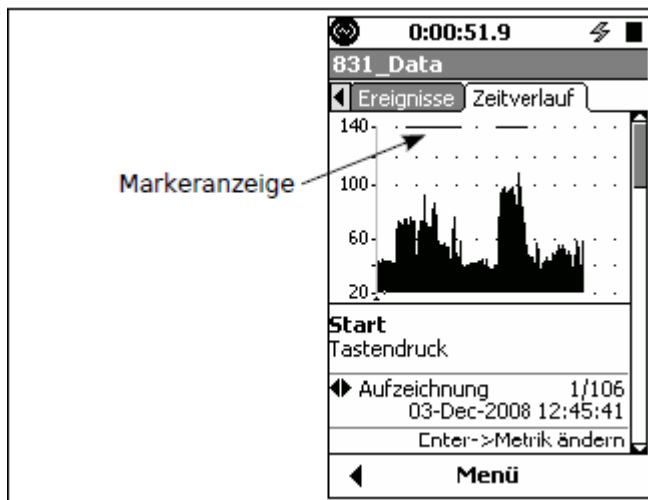 0:00:51.9
831_Data
Ereignisse Zeitverlauf
140
Markeranzeige
100
60
20
Start
Tastendruck
Aufzeichnung 1/106
03-Dec-2008 12:45:41
Enter->Metrik ändern
Menü